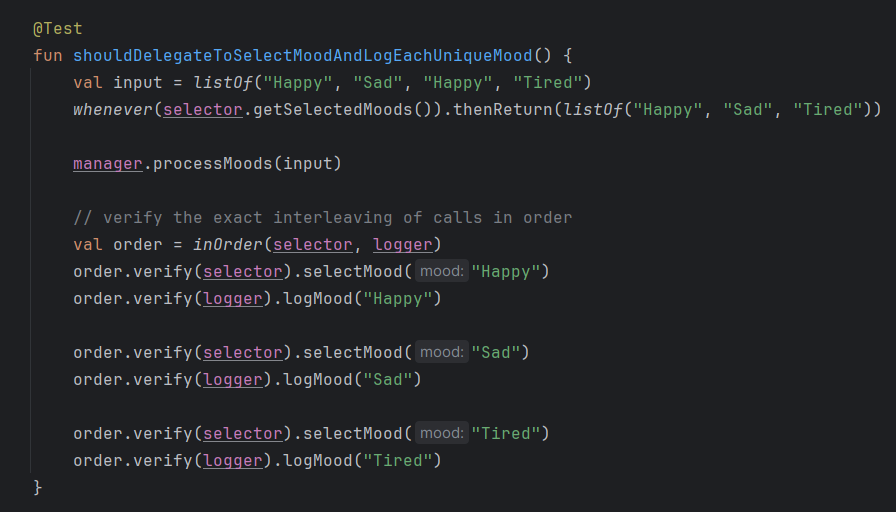 @Test
fun shouldDelegateToSelectMoodAndLogEachUniqueMood() {
    val input = listOf("Happy", "Sad", "Happy", "Tired")
    whenever(selector.getSelectedMoods()).thenReturn(listOf("Happy", "Sad", "Tired"))

    manager.processMoods(input)

    // verify the exact interleaving of calls in order
    val order = inOrder(selector, logger)
    order.verify(selector).selectMood( mood: "Happy")
    order.verify(logger).logMood("Happy")

    order.verify(selector).selectMood( mood: "Sad")
    order.verify(logger).logMood("Sad")

    order.verify(selector).selectMood( mood: "Tired")
    order.verify(logger).logMood("Tired")
}